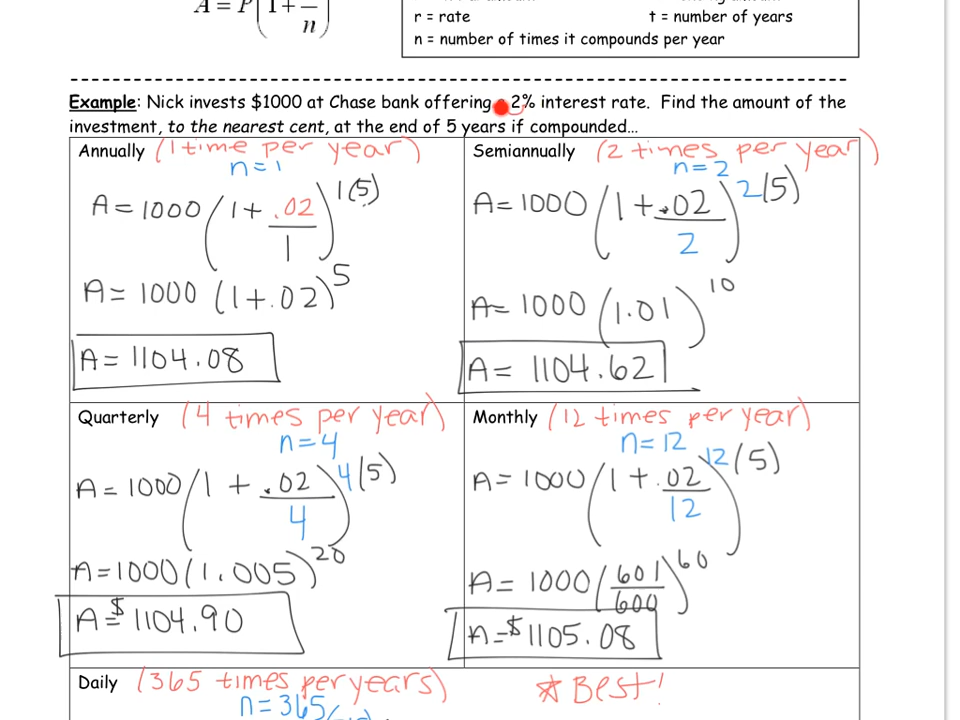 A = P(1 +
n
r = rate t = number of years
n = number of times it compounds per year
Example: Nick invests $1000 at Chase bank offering 2% interest rate. Find the amount of the
investment, to the nearest cent, at the end of 5 years if compounded…
Annually (1 time per year)
n=1
A=1000(1+.02/1)^1(5)
A= 1000 (1+.02)^5
A= 1104.08
Semiannually (2 times per year)
n=2
A=1000(1+.02/2)^2(5)
A= 1000(1.01)^10
A= 1104.62
Quarterly (4 times per year)
n=4
A=1000(1+.02/4)^4(5)
A=1000(1.005)^20
A=$1104.90
Monthly (12 times per year)
n=12
A=1000(1+.02/12)^12(5)
A= 1000(601/600)^60
A=$1105.08
Daily (365 times per years)
n=365
★Best!